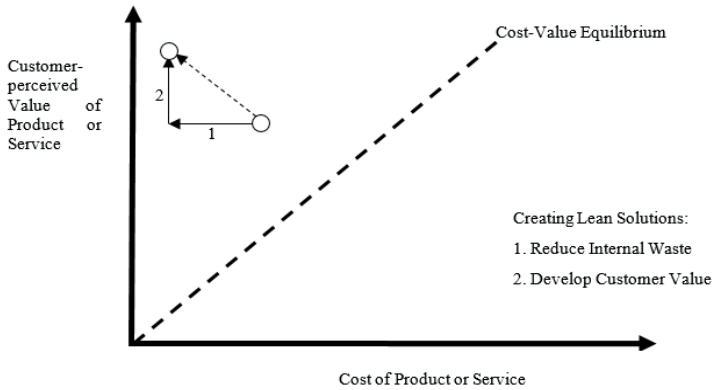 Cost-Value Equilibrium
Customer-
perceived
Value of
Product or
Service
2
1
Creating Lean Solutions:
1. Reduce Internal Waste
2. Develop Customer Value
Cost of Product or Service